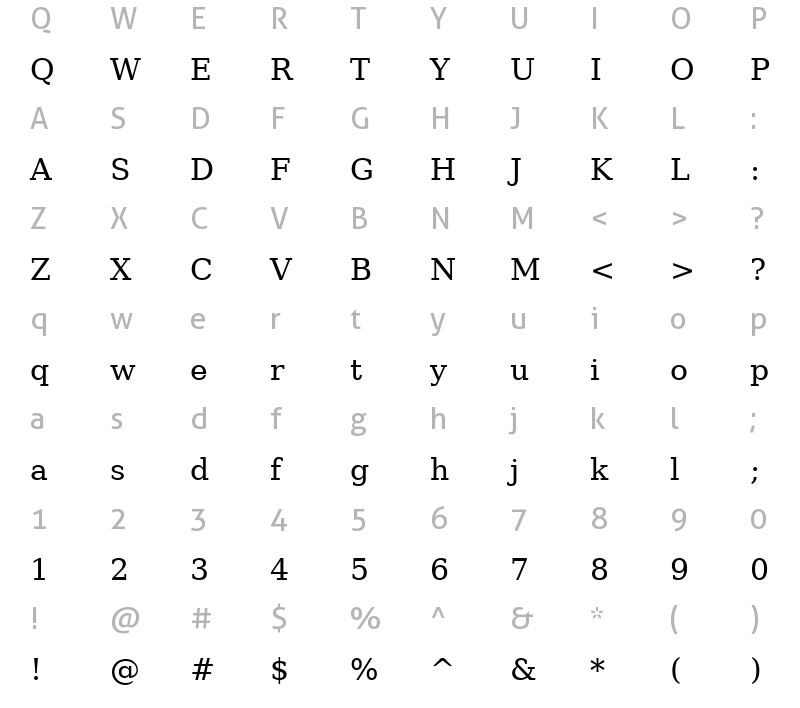 Q W E R T Y U I O P
Q W E R T Y U I O P
A S D F G H J K L :
A S D F G H J K L :
Z X C V B N M < > ?
Z X C V B N M < > ?
q w e r t y u i o p
q w e r t y u i o p
a s d f g h j k l ;
a s d f g h j k l ;
1 2 3 4 5 6 7 8 9 0
1 2 3 4 5 6 7 8 9 0
! @ # $ % ^ & * ( )
! @ # $ % ^ & * ( )